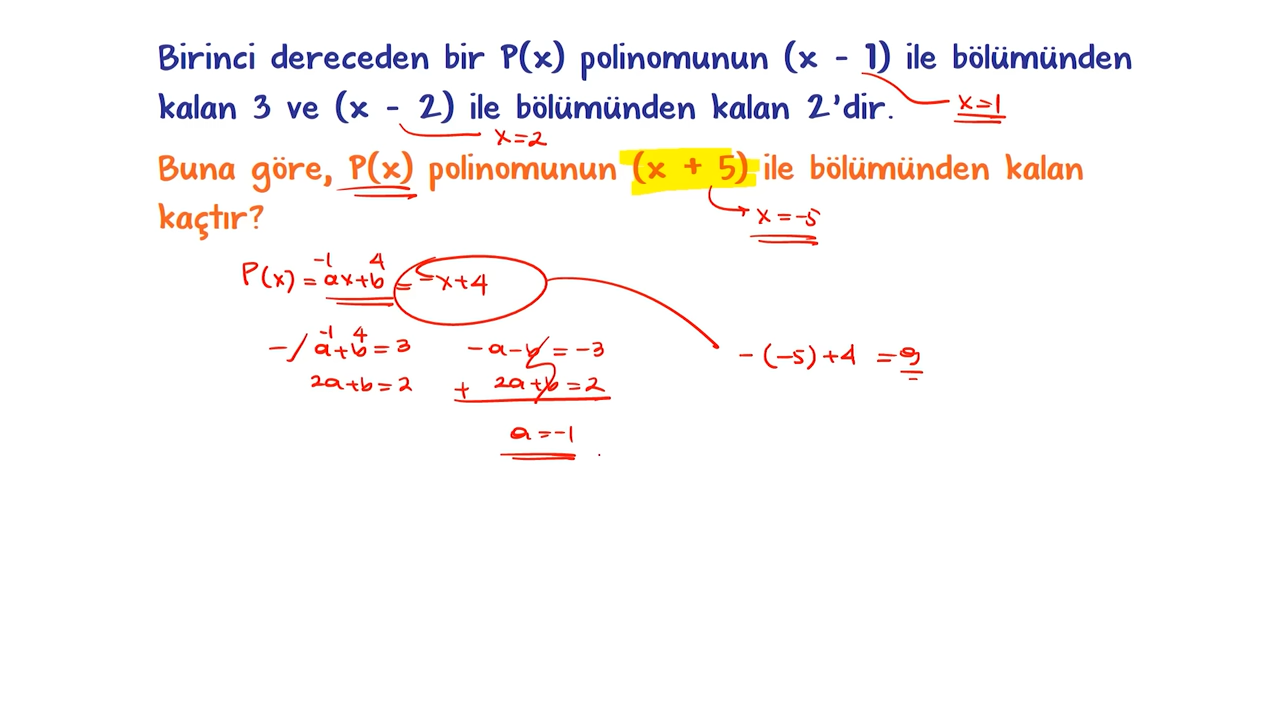 Birinci dereceden bir P(x) polinomunun (x - 1) ile bölümünden
kalan 3 ve (x - 2) ile bölümünden kalan 2'dir.
x=1
x=2
Buna göre, P(x) polinomunun (x + 5) ile bölümünden kalan
kaçtır?
x=-5
-1 4
P(x) = ax+b = -x+4
-1 4
-/ a+b=3
2a+b=2
-a-b=-3
+ 2a+b=2
a=-1
-(-5)+4 =9